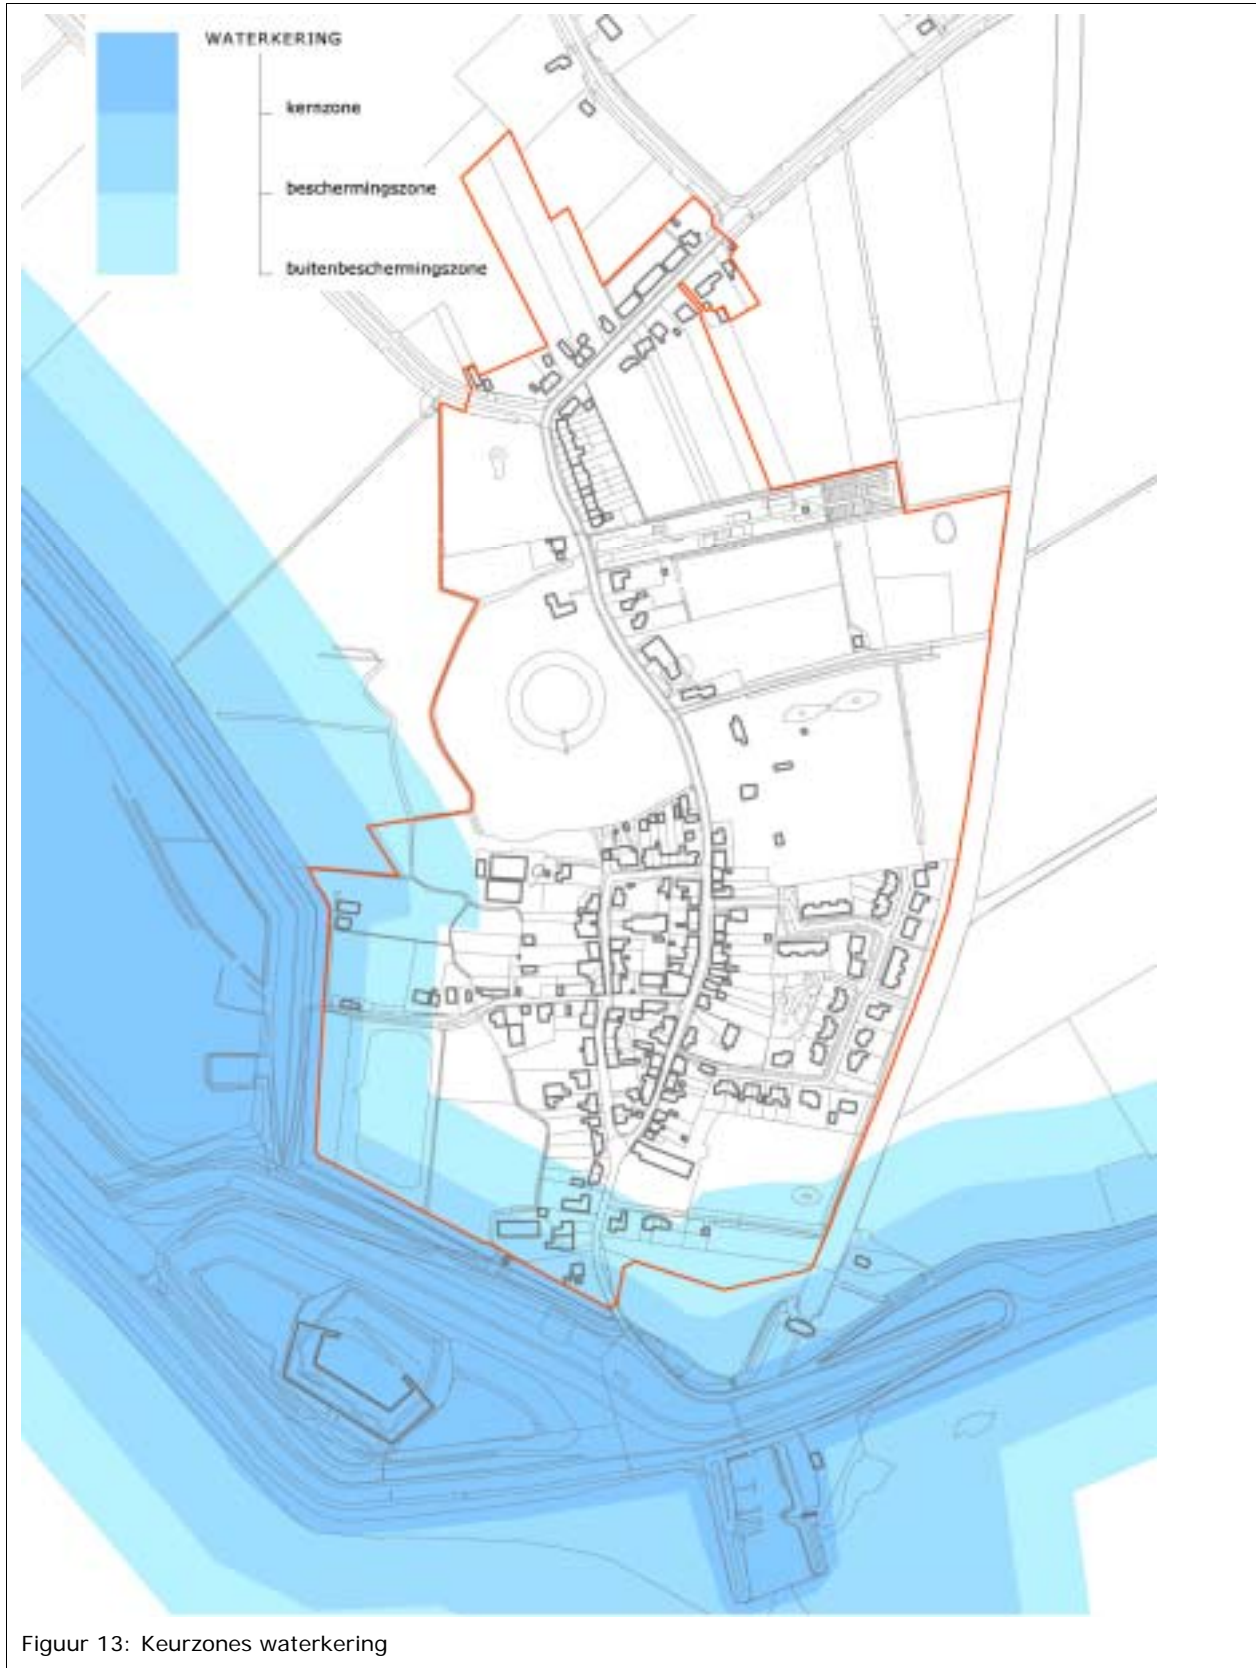 WATERKERING
kernzone
beschermingszone
buitenbeschermingszone
Figuur 13: Keurzones waterkering